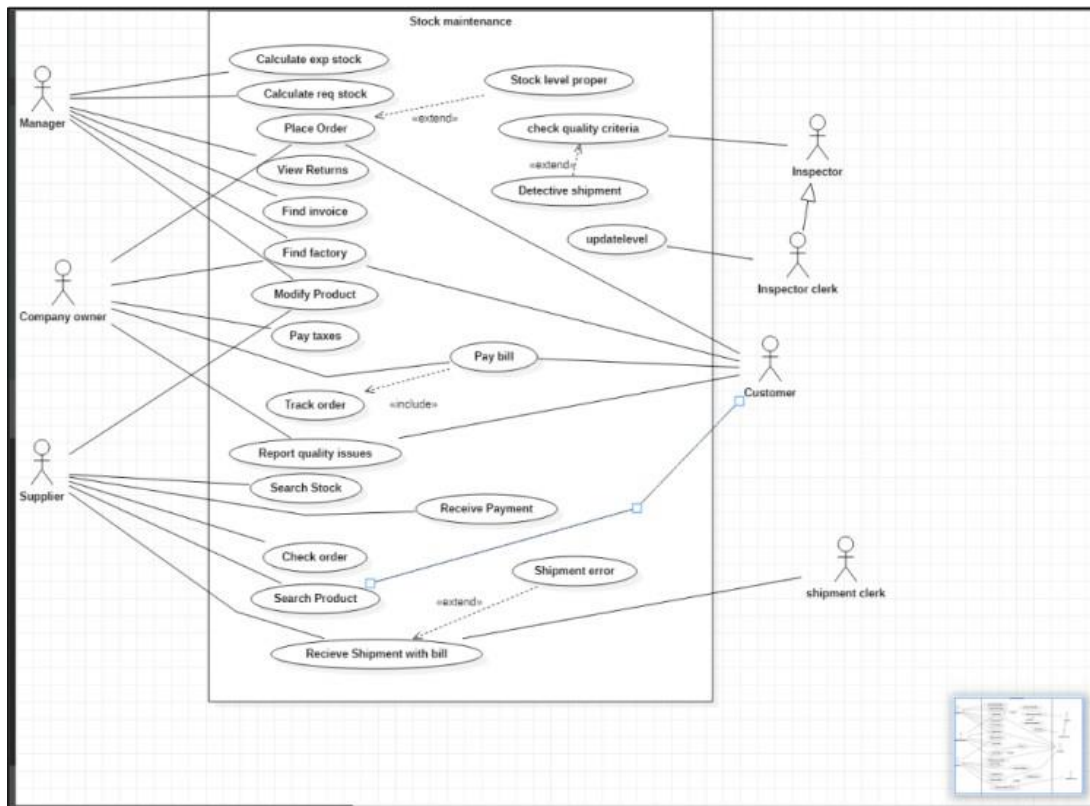 Stock maintenance
Calculate exp stock
Stock level proper
Calculate req stock
Manager
«extend»
Place Order
check quality criteria
«extend»
View Returns
Inspector
Detective shipment
Find invoice
updatelevel
Find factory
Inspector clerk
Modify Product
Company owner
Pay taxes
Pay bill
Customer
Track order
«include»
Report quality issues
Search Stock
Supplier
Receive Payment
Check order
Shipment error
Search Product
shipment clerk
«extend»
Recieve Shipment with bill